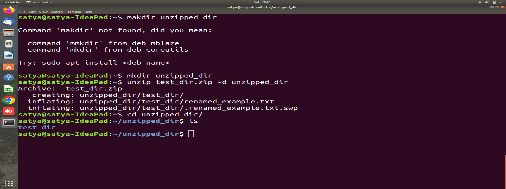 satya@satya-IdeaPad:~$ makdir unzipped_dir
Command 'makdir' not found, did you mean:
command 'mmkdir' from deb mblaze
command 'mkdir' from deb coreutils
Try: sudo apt install <deb name>
satya@satya-IdeaPad:~$ mkdir unzipped_dir
satya@satya-IdeaPad:~$ unzip test_dir.zip -d unzipped_dir
Archive: test_dir.zip
creating: unzipped_dir/test_dir/
inflating: unzipped_dir/test_dir/renamed_example.txt
inflating: unzipped_dir/test_dir/.renamed_example.txt.swp
satya@satya-IdeaPad:~$ cd unzipped_dir/
satya@satya-IdeaPad:~/unzipped_dir$ ls
test_dir
satya@satya-IdeaPad:~/unzipped_dir$